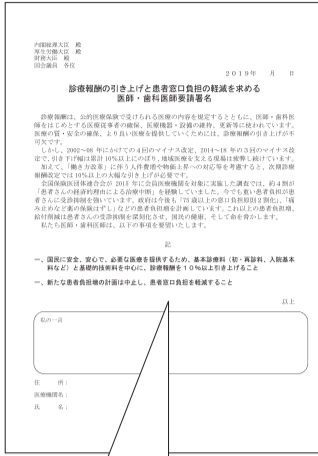 内閣総理大臣　殿
厚生労働大臣　殿
財務大臣　殿
国会議員　各位
２０１９年　　月　　日
診療報酬の引き上げと患者窓口負担の軽減を求める
医師・歯科医師要請署名
診療報酬は、公的医療保険で受けられる医療の内容を規定するとともに、医師・歯科医
師をはじめとする医療従事者の確保、医療機器・設備の維持、更新等に使われています。
医療の質・安全の確保、より良い医療を提供していくためには、診療報酬の引き上げが不
可欠です。
しかし、2002～08 年にかけての４回のマイナス改定、2014～18 年の３回のマイナス改
定で、引き下げ幅は累計 10％以上にのぼり、地域医療を支える現場は疲弊し続けています。
加えて、「働き方改革」に伴う人件費増や物価上昇への対応等を考慮すると、次期診療
報酬改定では 10％以上の大幅な引き上げが必要です。
全国保険医団体連合会が 2015 年に会員医療機関を対象に実施した調査では、約４割が
「患者さんの経済的理由による治療中断」を経験していました。今でも重い患者負担が患
者さんに受診抑制を強いています。政府は今後も「75 歳以上の窓口負担原則２割化」、「痛
み止めなど薬の保険はずし」などの患者負担増を計画しています。これ以上の患者負担増、
給付削減は患者さんの受診抑制を深刻化させ、国民の健康、そして命を脅かします。
私たち医師・歯科医師は、以下の事項を要望いたします。
記
一、国民に安全、安心で、必要な医療を提供するため、基本診療料（初・再診料、入院基本
料など）と基礎的技術料を中心に、診療報酬を１０％以上引き上げること
一、新たな患者負担増の計画は中止し、患者窓口負担を軽減すること
以上
私の一言
住　　所：
医療機関名：
氏　　名：